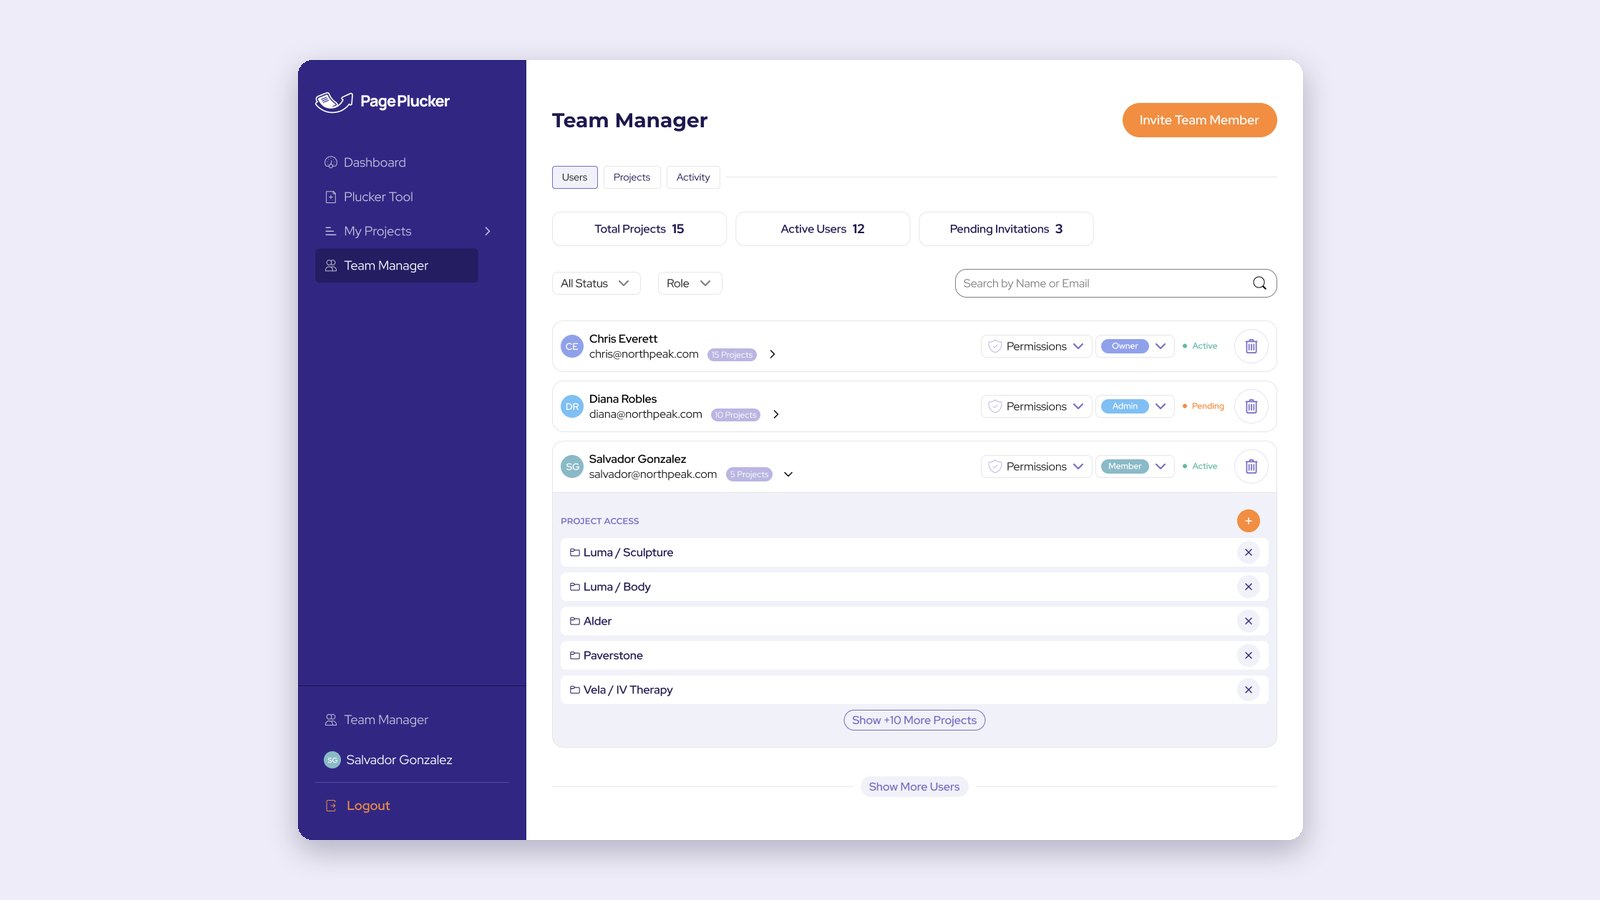 PagePlucker
Dashboard
Plucker Tool
My Projects
Team Manager
Team Manager
SG Salvador Gonzalez
Logout
Team Manager
Invite Team Member
Users Projects Activity
Total Projects 15 Active Users 12 Pending Invitations 3
All Status Role Search by Name or Email
CE Chris Everett
chris@northpeak.com 15 Projects
Permissions Owner Active
DR Diana Robles
diana@northpeak.com 10 Projects
Permissions Admin Pending
SG Salvador Gonzalez
salvador@northpeak.com 5 Projects
Permissions Member Active
PROJECT ACCESS
Luma / Sculpture
Luma / Body
Alder
Paverstone
Vela / IV Therapy
Show +10 More Projects
Show More Users